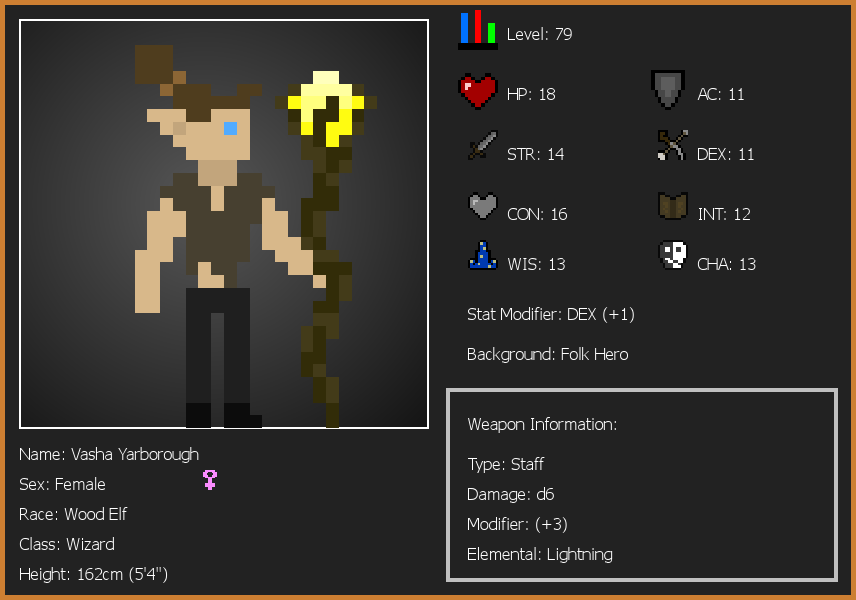 Level: 79
HP: 18
AC: 11
STR: 14
DEX: 11
CON: 16
INT: 12
WIS: 13
CHA: 13
Stat Modifier: DEX (+1)
Background: Folk Hero
Weapon Information:
Type: Staff
Damage: d6
Modifier: (+3)
Elemental: Lightning
Name: Vasha Yarborough
Sex: Female
Race: Wood Elf
Class: Wizard
Height: 162cm (5'4")